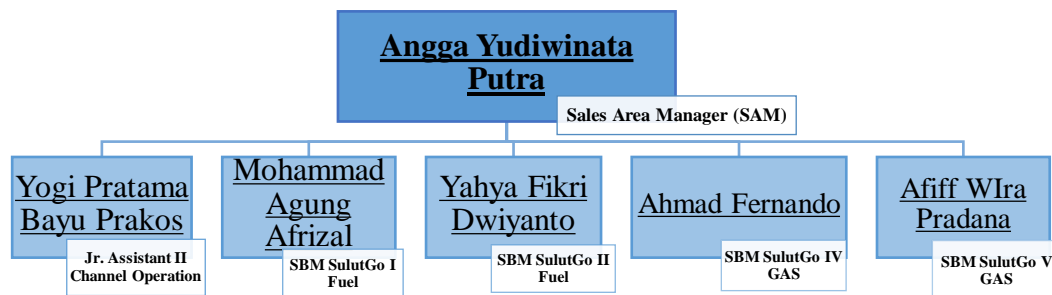 Angga Yudiwinata
Putra
Sales Area Manager (SAM)
Yogi Pratama
Bayu Prakos
Jr. Assistant II
Channel Operation
Mohammad
Agung
Afrizal
SBM SulutGo I
Fuel
Yahya Fikri
Dwiyanto
SBM SulutGo II
Fuel
Ahmad Fernando
SBM SulutGo IV
GAS
Afiff WIra
Pradana
SBM SulutGo V
GAS